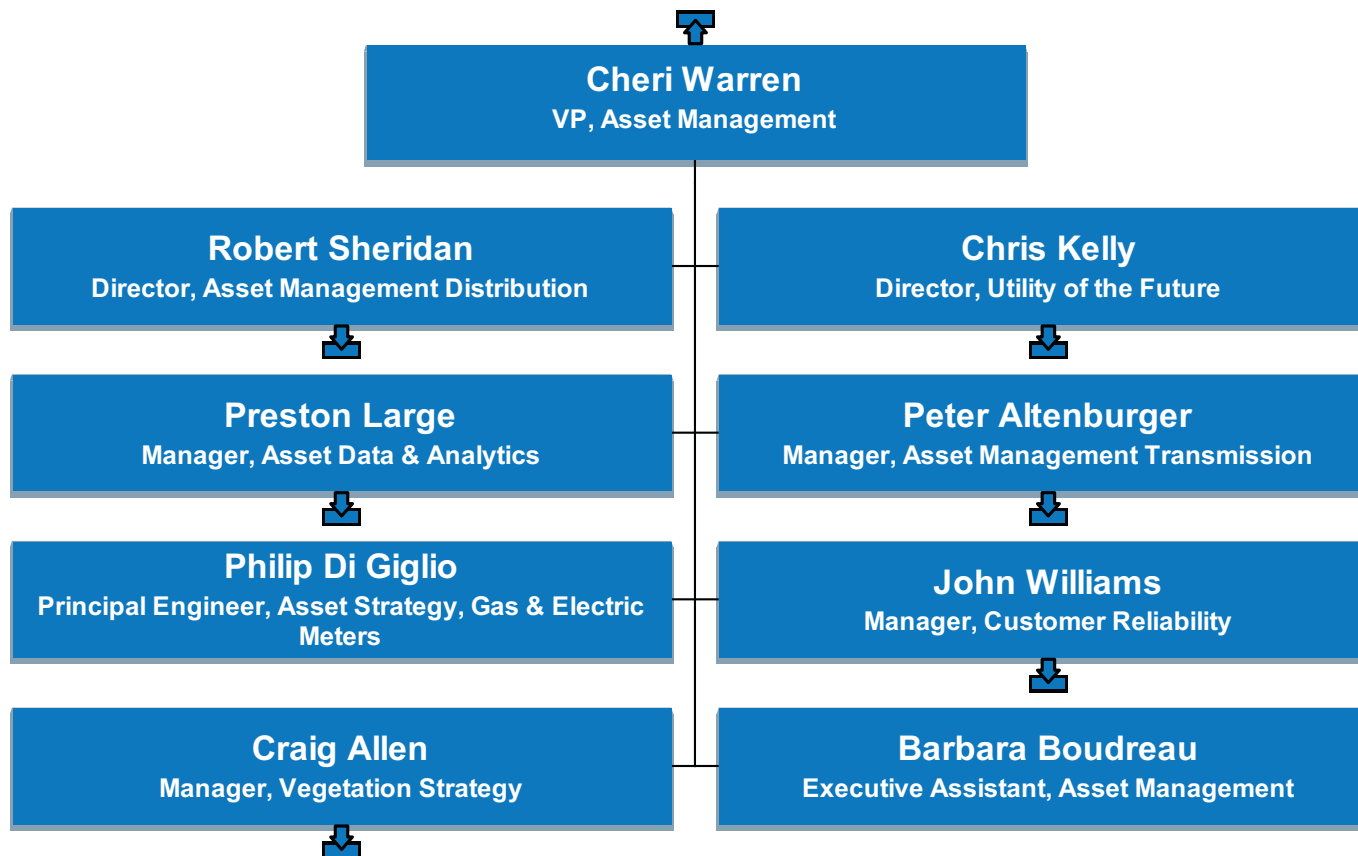 Cheri Warren
VP, Asset Management
Robert Sheridan
Director, Asset Management Distribution
Chris Kelly
Director, Utility of the Future
Preston Large
Manager, Asset Data & Analytics
Peter Altenburger
Manager, Asset Management Transmission
Philip Di Giglio
Principal Engineer, Asset Strategy, Gas & Electric
Meters
John Williams
Manager, Customer Reliability
Craig Allen
Manager, Vegetation Strategy
Barbara Boudreau
Executive Assistant, Asset Management